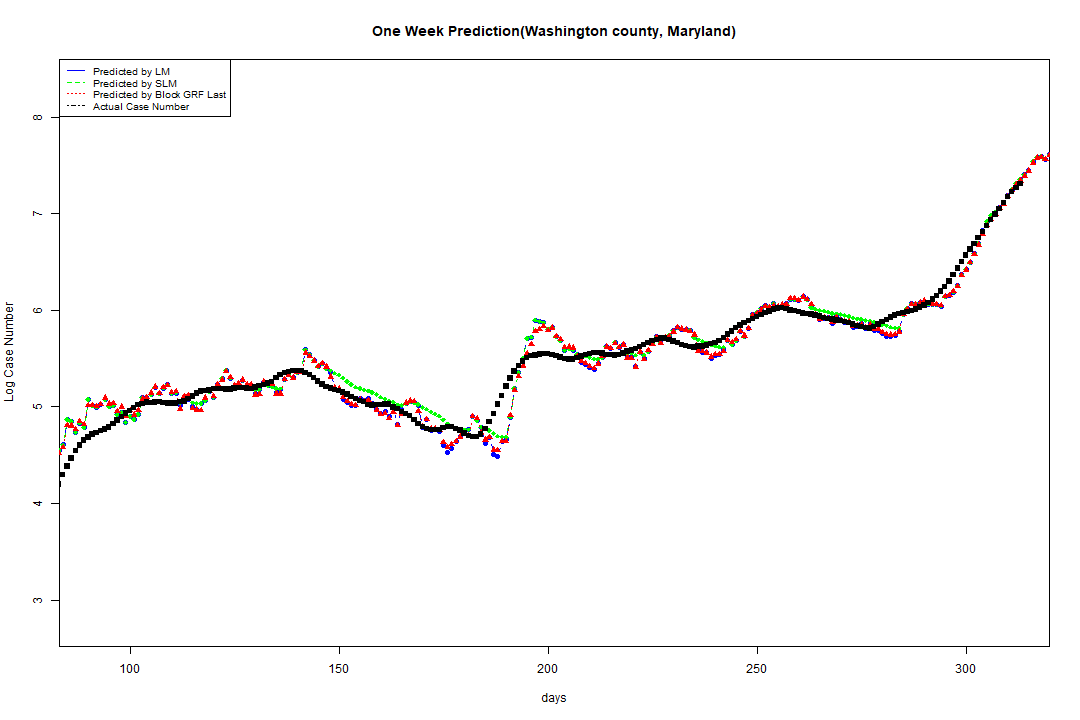 One Week Prediction(Washington county, Maryland)
Predicted by LM
Predicted by SLM
Predicted by Block GRF Last
Actual Case Number
8
7
6
5
4
3
Log Case Number
100 150 200 250 300
days